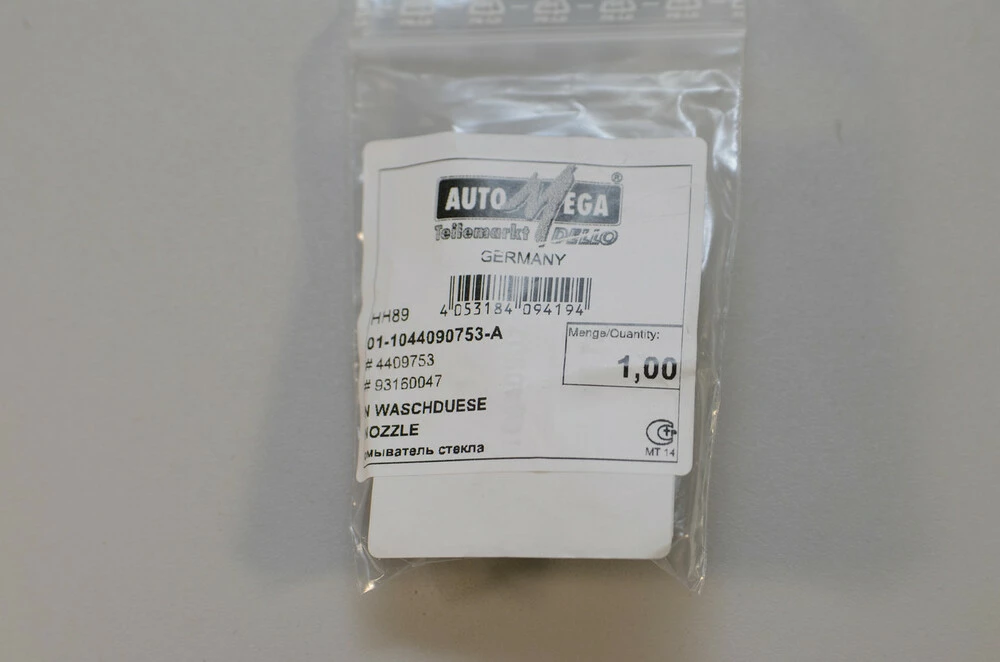 AUTO MEGA ®
Teilemarkt DELLO
GERMANY
4 053184 094194
HH89
01-1044090753-A
Menge/Quantity:
# 4409753
1,00
# 93160047
N WASCHDUESE
OZZLE
мыватель стекла
MT 14